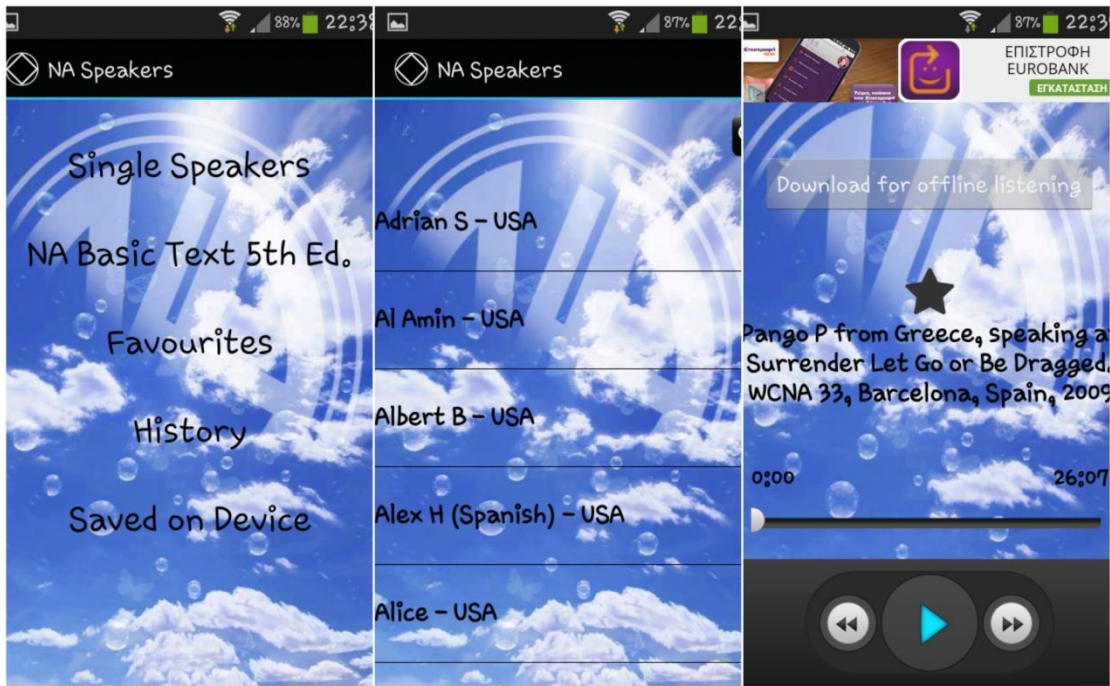 88% 22:38
NA Speakers
Single Speakers
NA Basic Text 5th Ed.
Favourites
History
Saved on Device
87% 22:
NA Speakers
Adrian S - USA
Al Amin - USA
Albert B - USA
Alex H (Spanish) - USA
Alice - USA
87% 22:3
ΕΠΙΣΤΡΟΦΗ
EUROBANK
ΕΓΚΑΤΑΣΤΑΣΗ
Download for offline listening
Pango P from Greece, speaking a
Surrender Let Go or Be Dragged,
WCNA 33, Barcelona, Spain, 2009
0:00 26:07